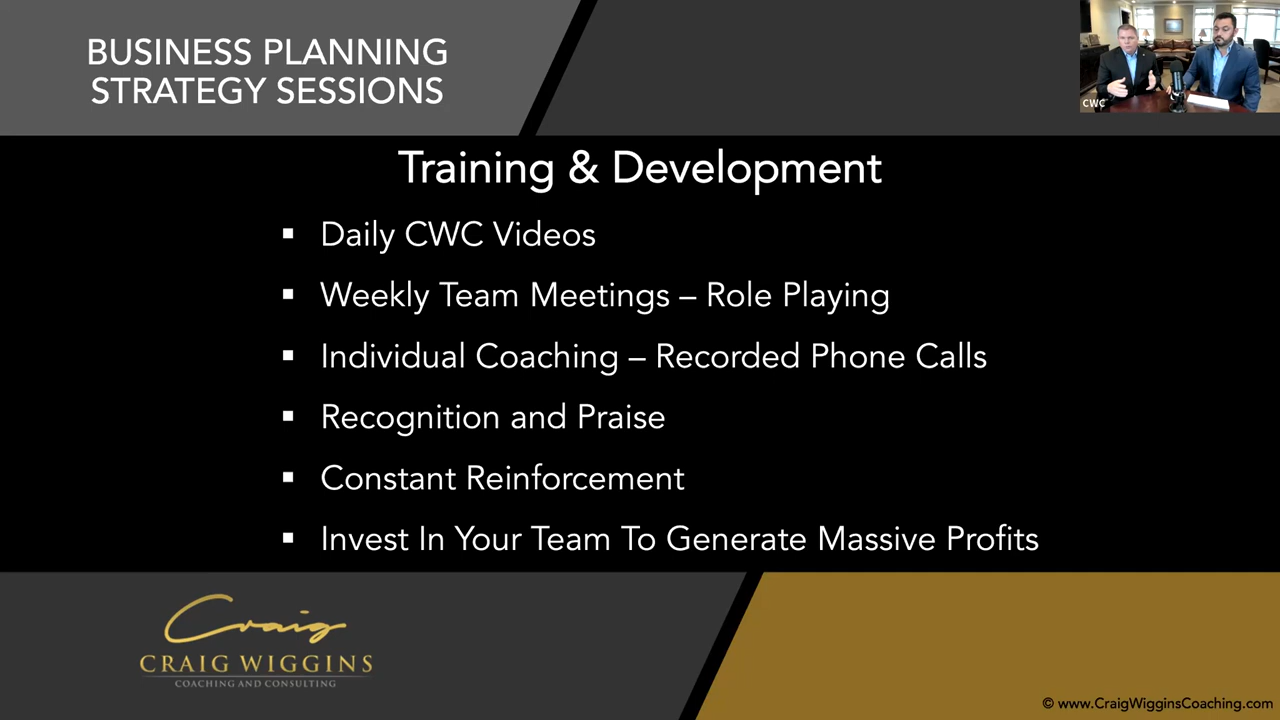 BUSINESS PLANNING
STRATEGY SESSIONS
CWC
Training & Development
▪ Daily CWC Videos
▪ Weekly Team Meetings – Role Playing
▪ Individual Coaching – Recorded Phone Calls
▪ Recognition and Praise
▪ Constant Reinforcement
▪ Invest In Your Team To Generate Massive Profits
Craig
CRAIG WIGGINS
COACHING AND CONSULTING
© www.CraigWigginsCoaching.com